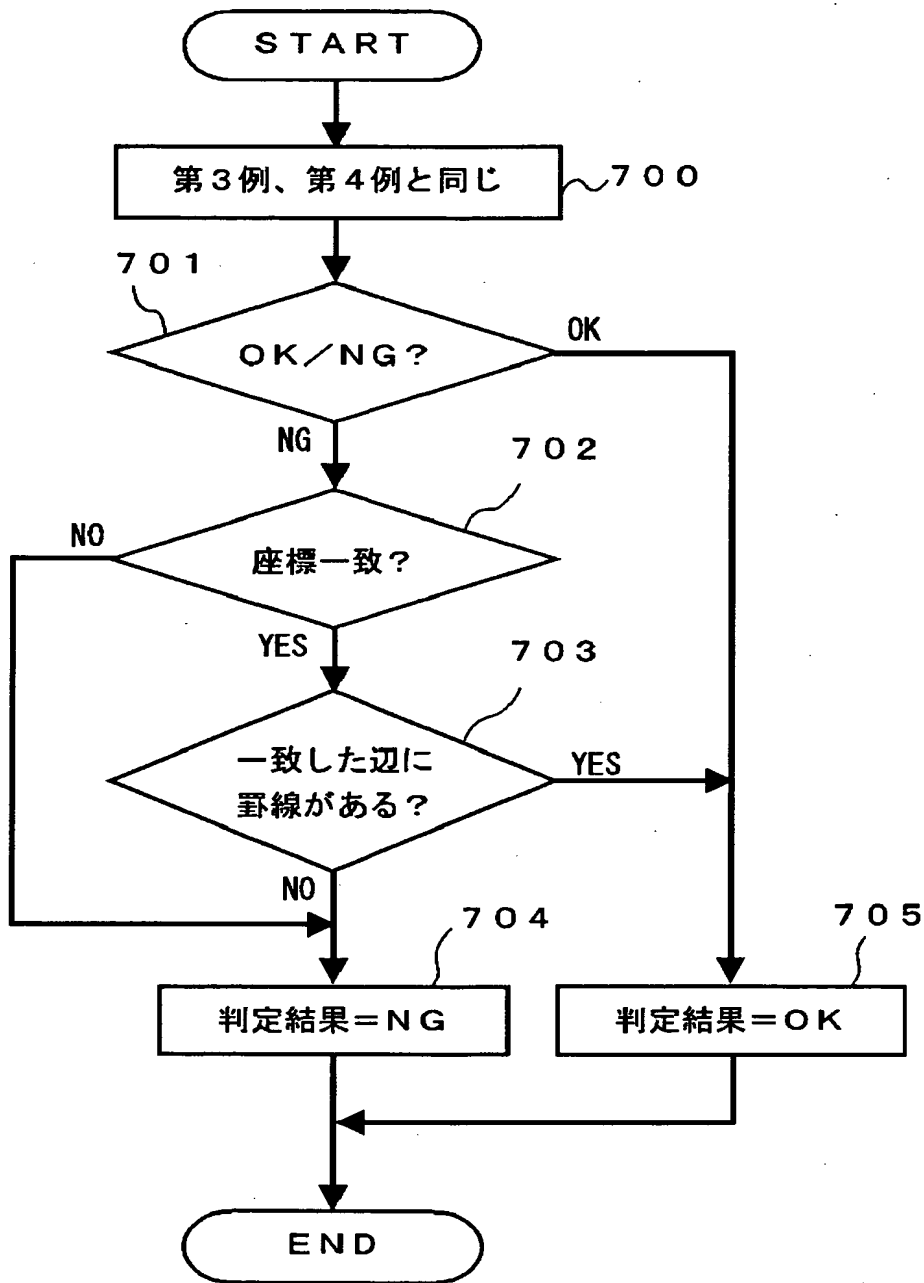 ＳＴＡＲＴ
第３例、第４例と同じ
７００
７０１
ＯＫ／ＮＧ？
OK
NG
７０２
NO
座標一致？
YES
７０３
一致した辺に
罫線がある？
YES
NO
７０４
７０５
判定結果＝ＮＧ
判定結果＝ＯＫ
ＥＮＤ